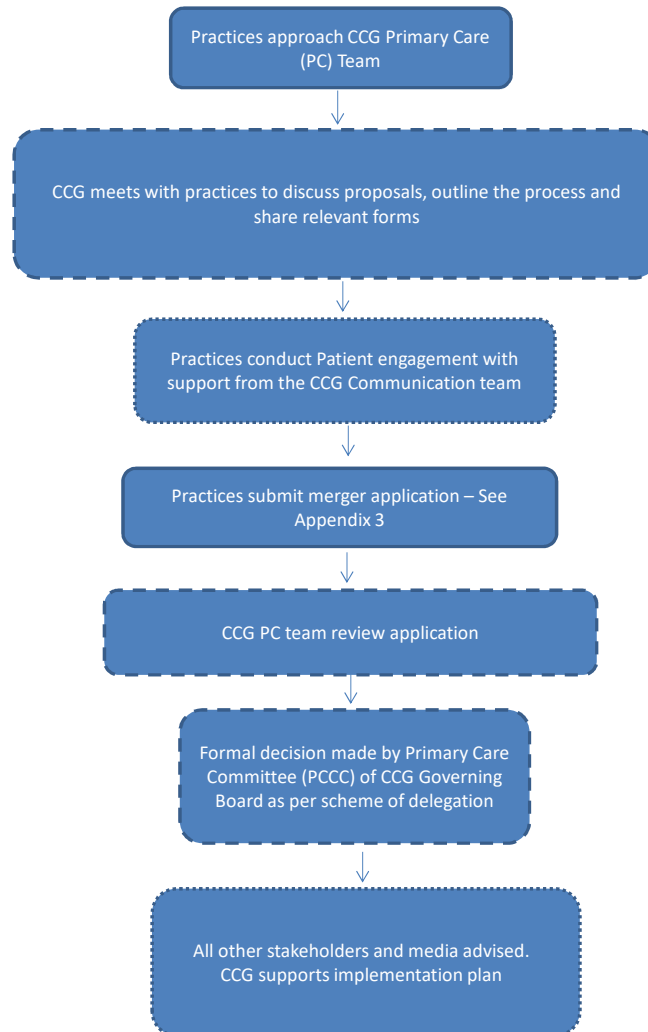 Practices approach CCG Primary Care
(PC) Team
CCG meets with practices to discuss proposals, outline the process and
share relevant forms
Practices conduct Patient engagement with
support from the CCG Communication team
Practices submit merger application – See
Appendix 3
CCG PC team review application
Formal decision made by Primary Care
Committee (PCCC) of CCG Governing
Board as per scheme of delegation
All other stakeholders and media advised.
CCG supports implementation plan